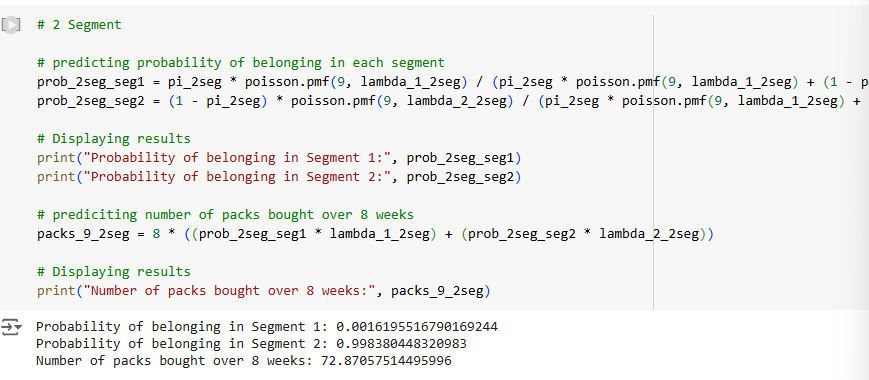 # 2 Segment
# predicting probability of belonging in each segment
prob_2seg_seg1 = pi_2seg * poisson.pmf(9, lambda_1_2seg) / (pi_2seg * poisson.pmf(9, lambda_1_2seg) + (1 - p
prob_2seg_seg2 = (1 - pi_2seg) * poisson.pmf(9, lambda_2_2seg) / (pi_2seg * poisson.pmf(9, lambda_1_2seg) +
# Displaying results
print("Probability of belonging in Segment 1:", prob_2seg_seg1)
print("Probability of belonging in Segment 2:", prob_2seg_seg2)
# prediciting number of packs bought over 8 weeks
packs_9_2seg = 8 * ((prob_2seg_seg1 * lambda_1_2seg) + (prob_2seg_seg2 * lambda_2_2seg))
# Displaying results
print("Number of packs bought over 8 weeks:", packs_9_2seg)
Probability of belonging in Segment 1: 0.0016195516790169244
Probability of belonging in Segment 2: 0.998380448320983
Number of packs bought over 8 weeks: 72.87057514495996